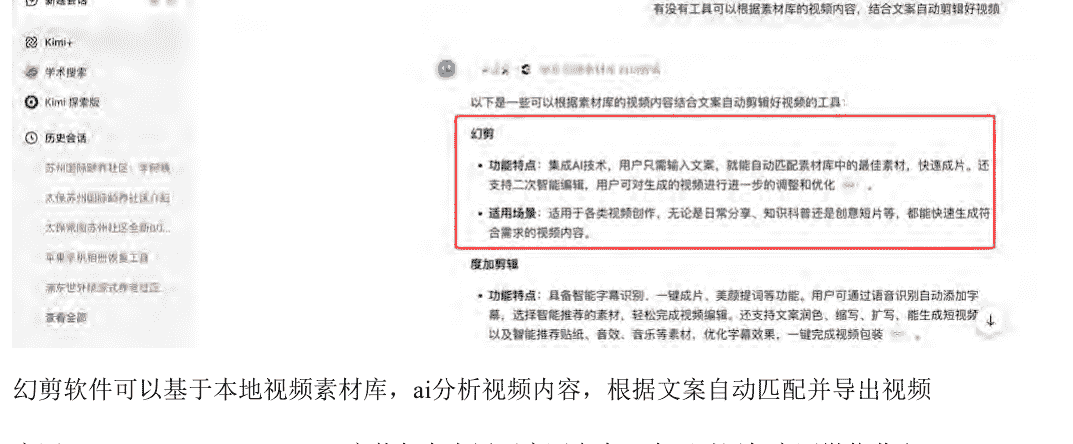 新建会话
有没有工具可以根据素材库的视频内容，结合文案自动剪辑好视频
Kimi+
学术搜索
Kimi 探索版
历史会话
查看全部
以下是一些可以根据素材库的视频内容结合文案自动剪辑好视频的工具：
幻剪
• 功能特点：集成AI技术，用户只需输入文案，就能自动匹配素材库中的最佳素材，快速成片。还
支持二次智能编辑，用户可对生成的视频进行进一步的调整和优化 。
• 适用场景：适用于各类视频创作，无论是日常分享、知识科普还是创意短片等，都能快速生成符
合需求的视频内容。
度加剪辑
• 功能特点：具备智能字幕识别、一键成片、美颜提词等功能。用户可通过语音识别自动添加字
幕，选择智能推荐的素材，轻松完成视频编辑。还支持文案润色、缩写、扩写，能生成短视频
以及智能推荐贴纸、音效、音乐等素材，优化字幕效果，一键完成视频包装 。
幻剪软件可以基于本地视频素材库，ai分析视频内容，根据文案自动匹配并导出视频